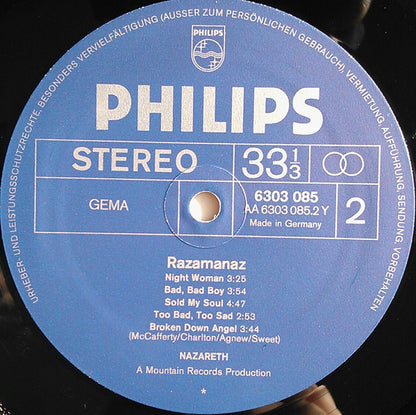 URHEBER- UND LEISTUNGSSCHUTZRECHTE BESONDERS VERVIELFÄLTIGUNG (AUSSER ZUM PERSÖNLICHEN GEBRAUCH) VERMIETUNG, AUFFÜHRUNG, SENDUNG, VORBEHALTEN
PHILIPS
PHILIPS
STEREO
33 1/3
GEMA
6303 085
AA 6303 085.2 Y
Made in Germany
2
Razamanaz
Night Woman 3:25
Bad, Bad Boy 3:54
Sold My Soul 4:47
Too Bad, Too Sad 2:53
Broken Down Angel 3:44
(McCafferty/Charlton/Agnew/Sweet)
NAZARETH
A Mountain Records Production
*